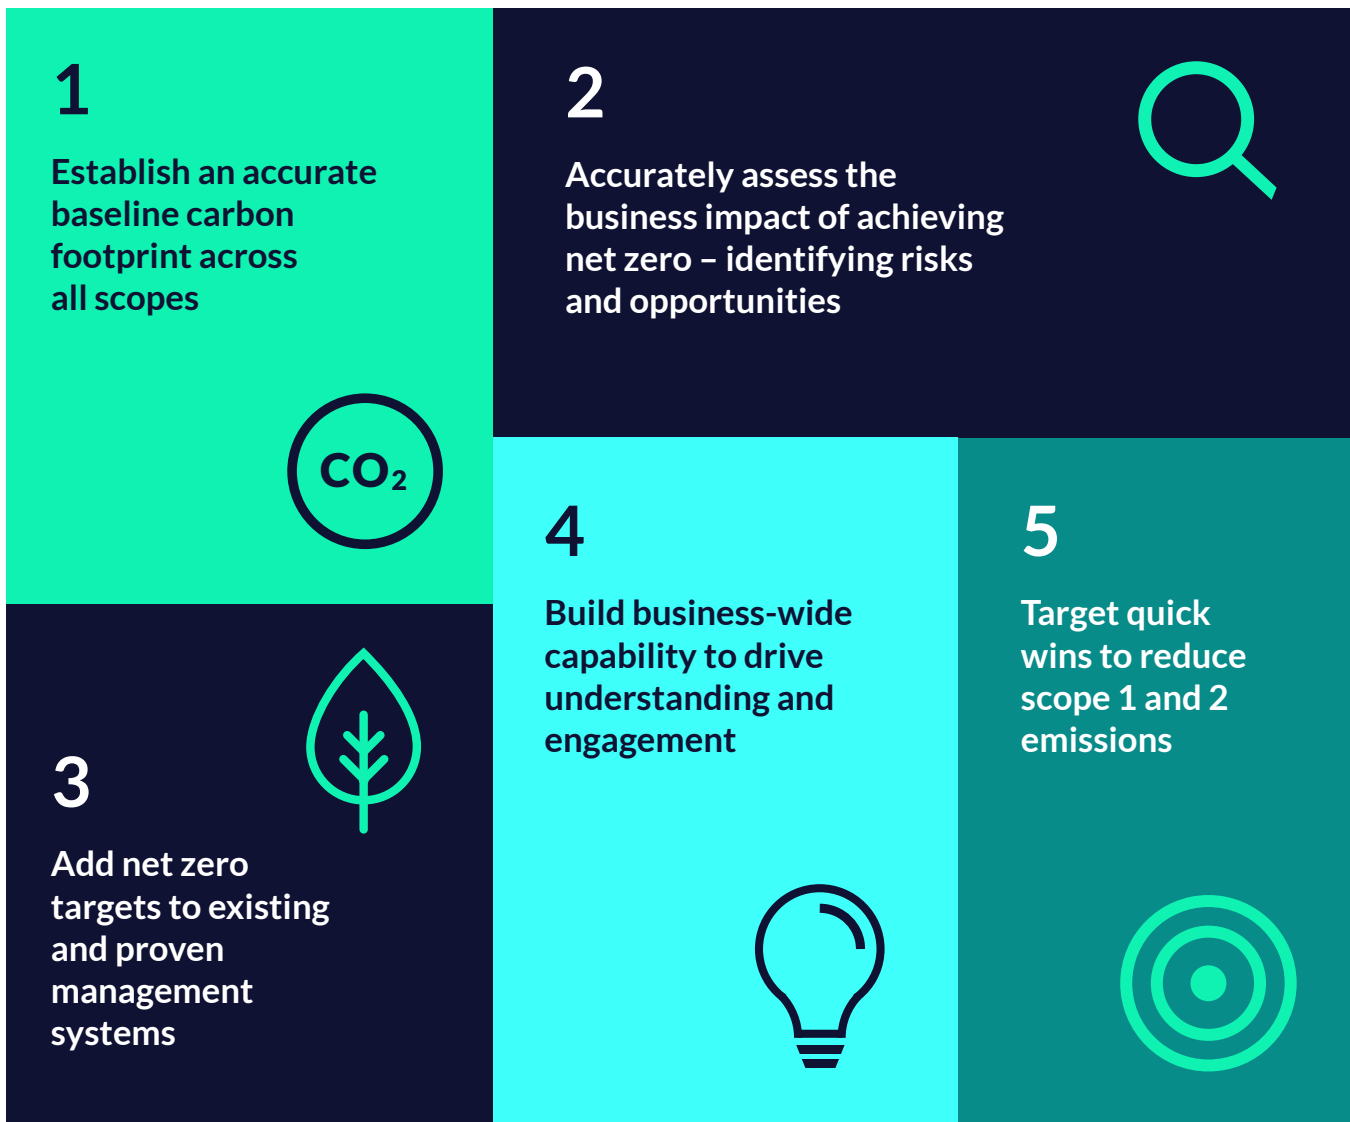 1
Establish an accurate
baseline carbon
footprint across
all scopes
CO₂
2
Accurately assess the
business impact of achieving
net zero – identifying risks
and opportunities
3
Add net zero
targets to existing
and proven
management
systems
4
Build business-wide
capability to drive
understanding and
engagement
5
Target quick
wins to reduce
scope 1 and 2
emissions